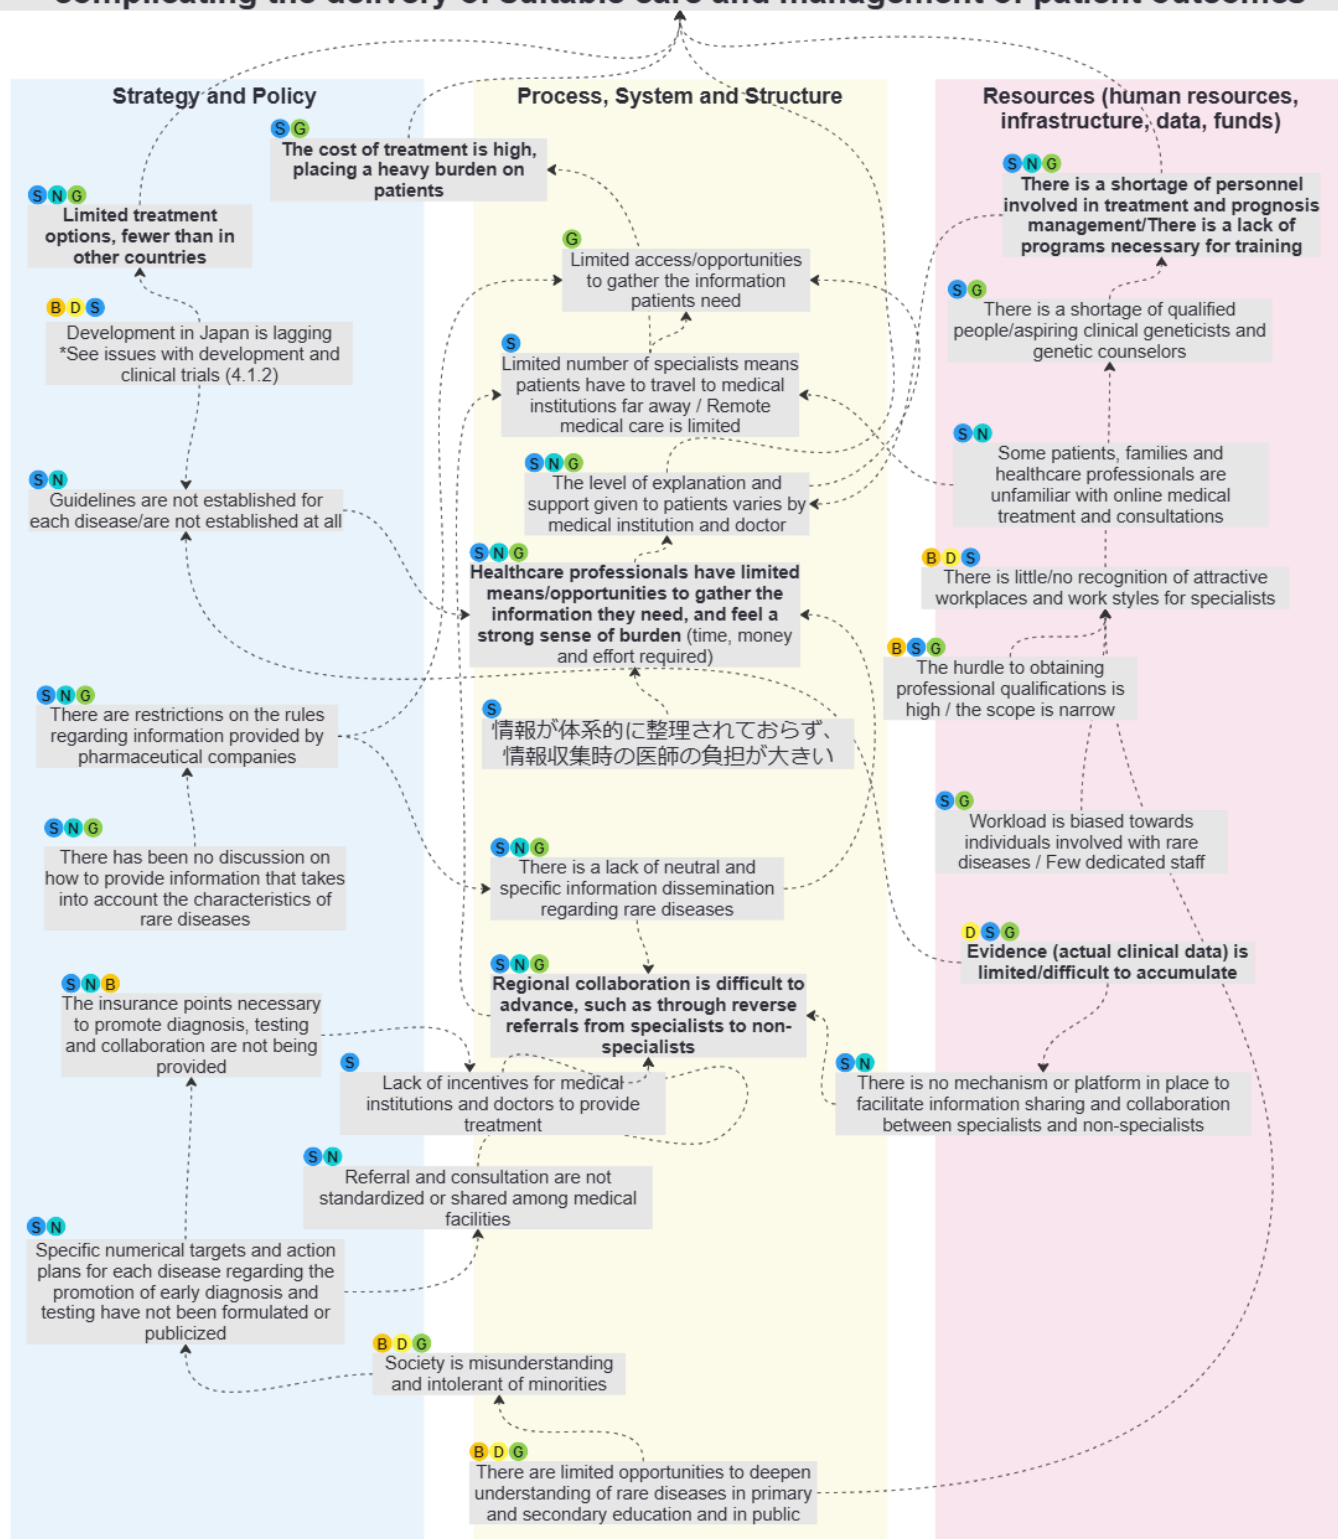 complicating the delivery of suitable care and management of patient outcomes
Strategy and Policy
S N G
Limited treatment
options, fewer than in
other countries
B D S
Development in Japan is lagging
*See issues with development and
clinical trials (4.1.2)
S N
Guidelines are not established for
each disease/are not established at all
S N G
There are restrictions on the rules
regarding information provided by
pharmaceutical companies
S N G
There has been no discussion on
how to provide information that takes
into account the characteristics of
rare diseases
S N B
The insurance points necessary
to promote diagnosis, testing
and collaboration are not being
provided
S N
Specific numerical targets and action
plans for each disease regarding the
promotion of early diagnosis and
testing have not been formulated or
publicized
S G
The cost of treatment is high,
placing a heavy burden on
patients
Process, System and Structure
G
Limited access/opportunities
to gather the information
patients need
S
Limited number of specialists means
patients have to travel to medical
institutions far away / Remote
medical care is limited
S N G
The level of explanation and
support given to patients varies by
medical institution and doctor
S N G
Healthcare professionals have limited
means/opportunities to gather the
information they need, and feel a
strong sense of burden (time, money
and effort required)
S
情報が体系的に整理されておらず、
情報収集時の医師の負担が大きい
S N G
There is a lack of neutral and
specific information dissemination
regarding rare diseases
S N G
Regional collaboration is difficult to
advance, such as through reverse
referrals from specialists to non-
specialists
S
Lack of incentives for medical
institutions and doctors to provide
treatment
S N
Referral and consultation are not
standardized or shared among medical
facilities
B D G
Society is misunderstanding
and intolerant of minorities
B D G
There are limited opportunities to deepen
understanding of rare diseases in primary
and secondary education and in public
Resources (human resources,
infrastructure, data, funds)
S N G
There is a shortage of personnel
involved in treatment and prognosis
management/There is a lack of
programs necessary for training
S G
There is a shortage of qualified
people/aspiring clinical geneticists and
genetic counselors
S N
Some patients, families and
healthcare professionals are
unfamiliar with online medical
treatment and consultations
B D S
There is little/no recognition of attractive
workplaces and work styles for specialists
B S G
The hurdle to obtaining
professional qualifications is
high / the scope is narrow
S G
Workload is biased towards
individuals involved with rare
diseases / Few dedicated staff
D S G
Evidence (actual clinical data) is
limited/difficult to accumulate
S N
There is no mechanism or platform in place to
facilitate information sharing and collaboration
between specialists and non-specialists